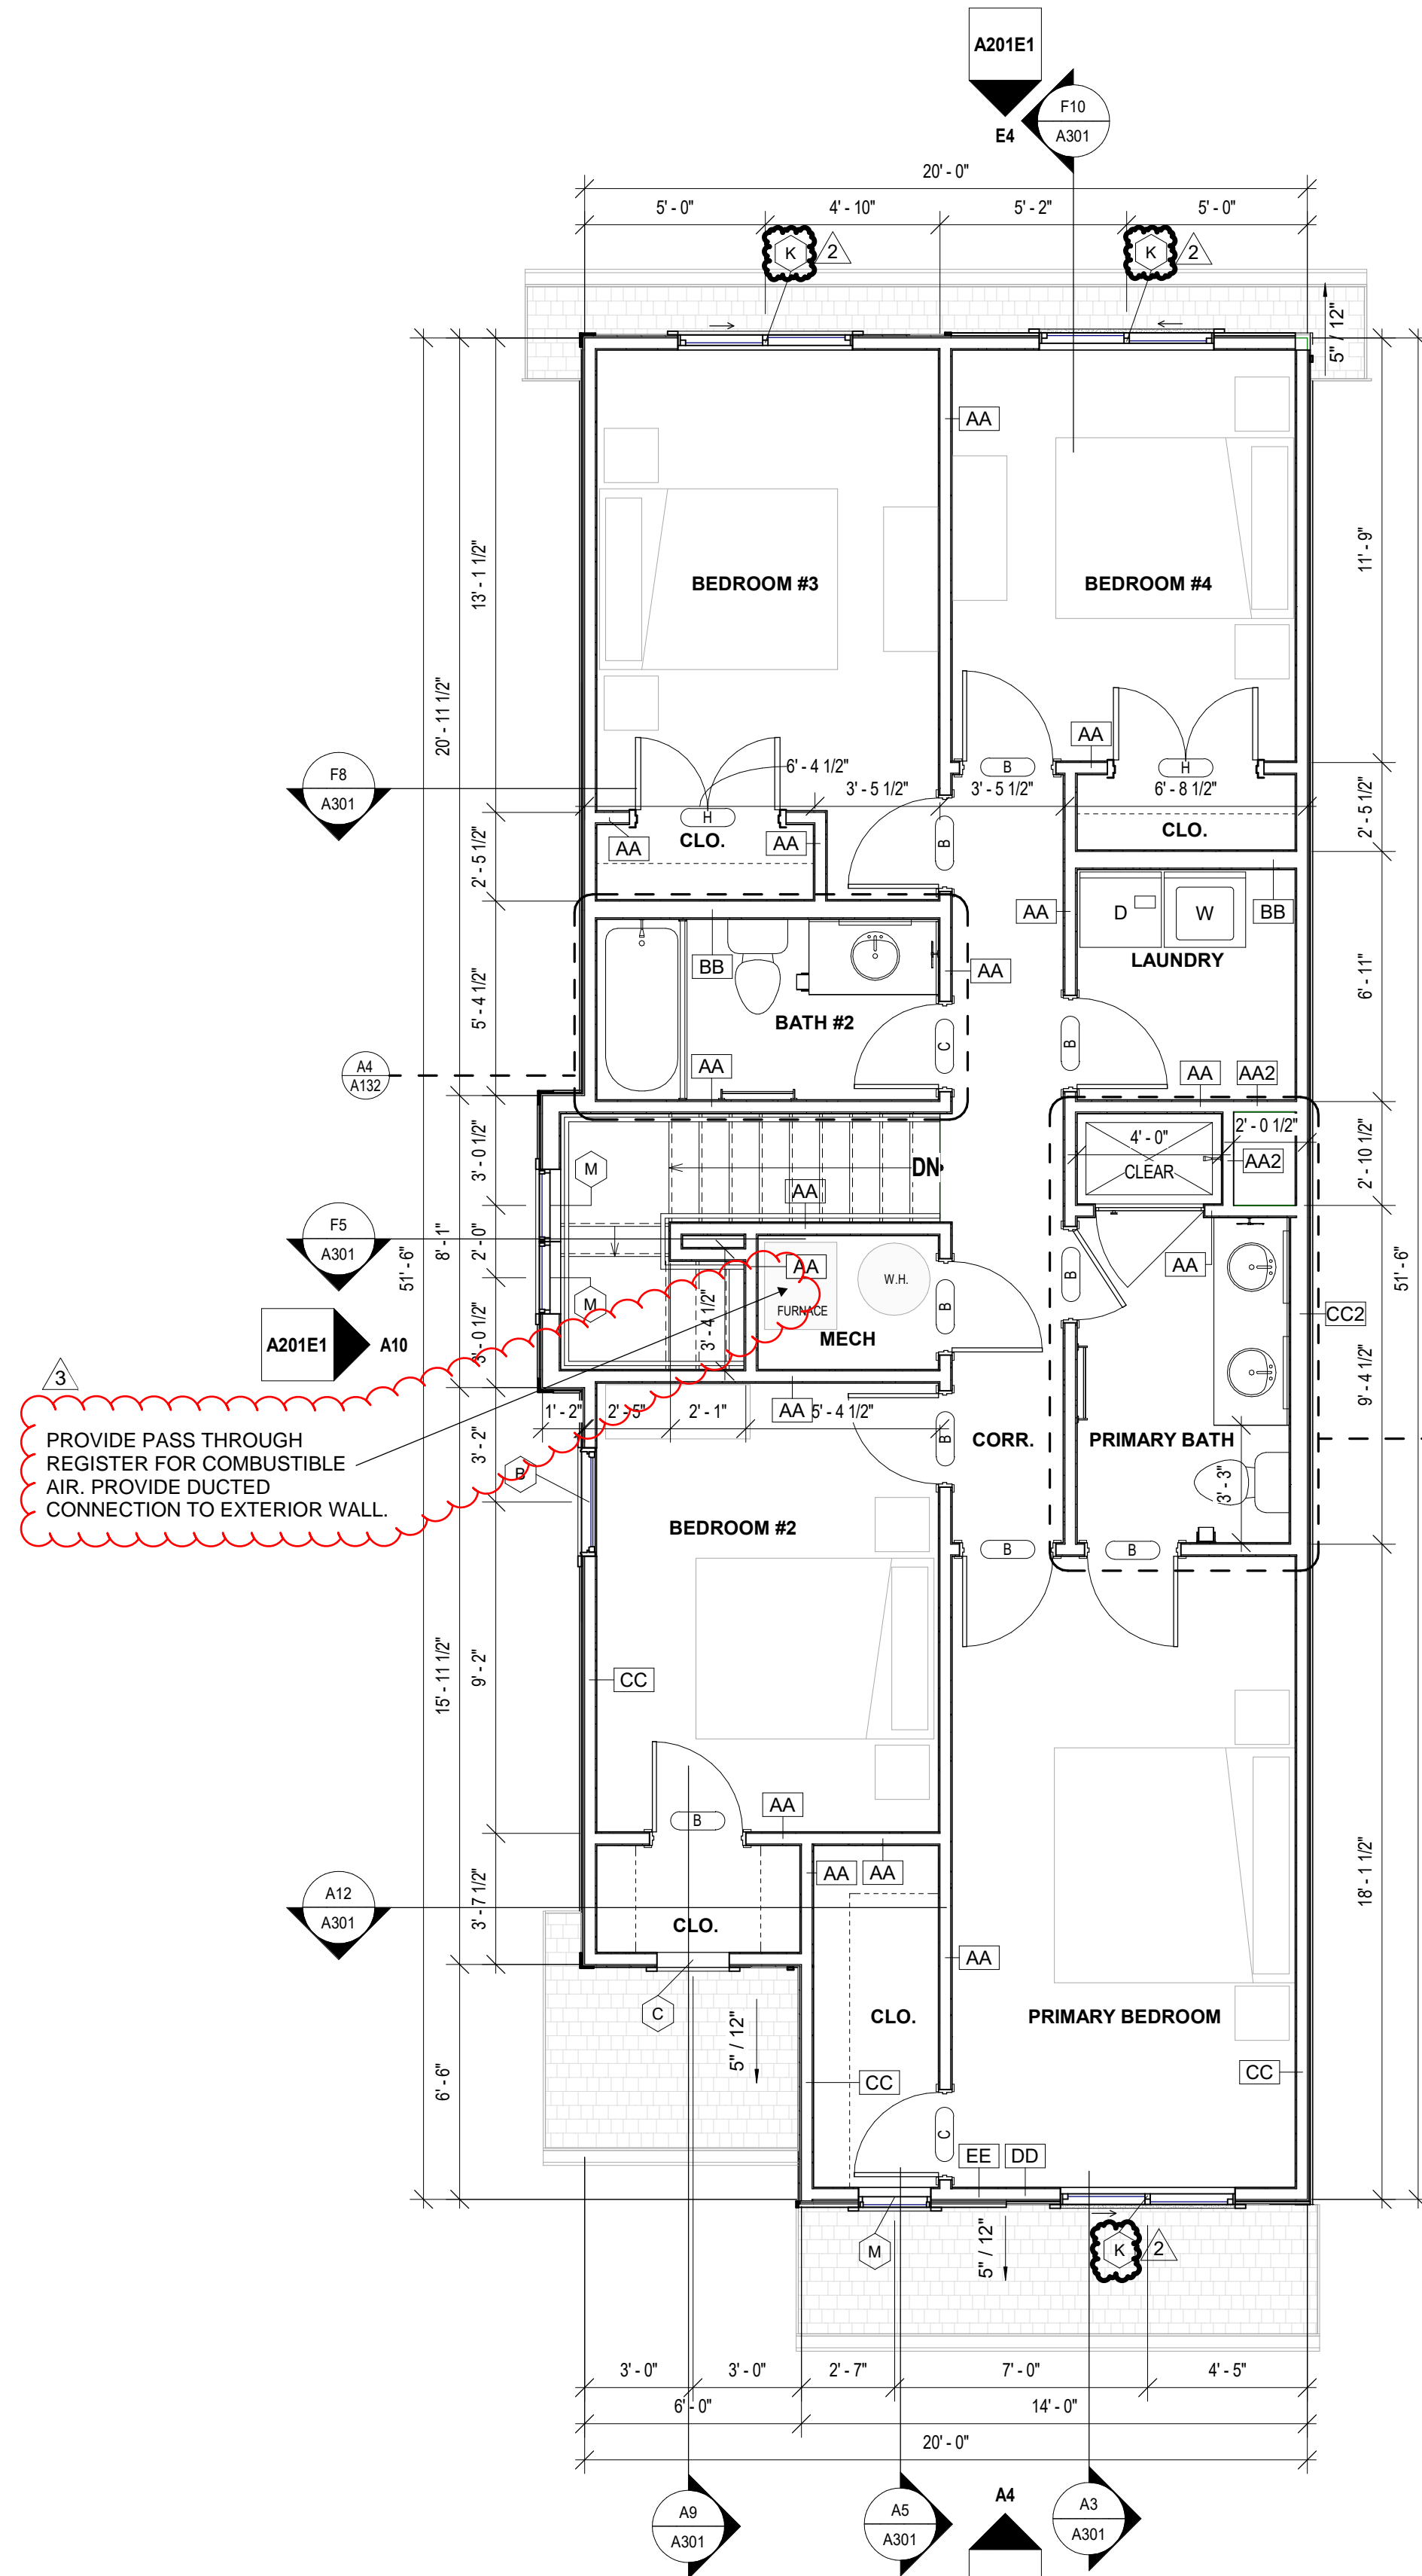 A201E1
E4
F10
A301
20' - 0"
5' - 0"
4' - 10"
5' - 2"
5' - 0"
K
2
K
2
5" / 12"
AA
13' - 1 1/2"
20' - 11 1/2"
11' - 9"
BEDROOM #3
BEDROOM #4
AA
F8
A301
6' - 4 1/2"
B
H
3' - 5 1/2"
3' - 5 1/2"
6' - 8 1/2"
H
CLO.
CLO.
AA
AA
B
2' - 5 1/2"
2' - 5 1/2"
AA
D
W
BB
LAUNDRY
BB
AA
5' - 4 1/2"
6' - 11"
BATH #2
C
B
A4
A132
AA
AA
AA2
2' - 0 1/2"
4' - 0"
CLEAR
AA2
3' - 0 1/2"
2' - 10 1/2"
M
DN
AA
F5
A301
51' - 6"
8' - 1"
2' - 0"
51' - 6"
AA
AA
W.H.
B
B
FURNACE
M
3' - 4 1/2"
MECH
CC2
A201E1
A10
3' - 0 1/2"
3
9' - 4 1/2"
1' - 2"
2' - 5"
2' - 1"
AA
5' - 4 1/2"
B
CORR.
PRIMARY BATH
PROVIDE PASS THROUGH
REGISTER FOR COMBUSTIBLE
AIR. PROVIDE DUCTED
CONNECTION TO EXTERIOR WALL.
3' - 2"
B
3' - 3"
BEDROOM #2
B
B
15' - 11 1/2"
9' - 2"
CC
AA
B
18' - 1 1/2"
AA
AA
A12
A301
3' - 7 1/2"
CLO.
AA
C
CLO.
PRIMARY BEDROOM
5" / 12"
6' - 6"
CC
CC
C
EE
DD
M
5" / 12"
K
2
3' - 0"
3' - 0"
2' - 7"
7' - 0"
4' - 5"
6' - 0"
14' - 0"
20' - 0"
A9
A301
A5
A301
A4
A3
A301